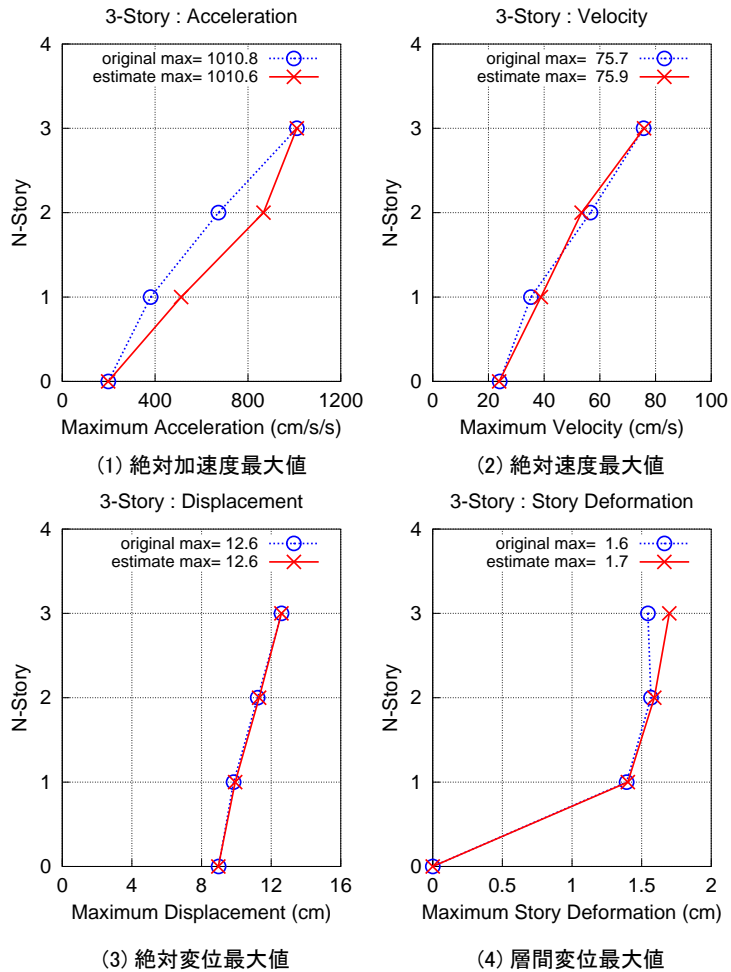 3-Story : Acceleration
original max= 1010.8
estimate max= 1010.6
4
3
2
1
0
N-Story
0 400 800 1200
Maximum Acceleration (cm/s/s)
(1) 絶対加速度最大値
3-Story : Velocity
original max= 75.7
estimate max= 75.9
4
3
2
1
0
N-Story
0 20 40 60 80 100
Maximum Velocity (cm/s)
(2) 絶対速度最大値
3-Story : Displacement
original max= 12.6
estimate max= 12.6
4
3
2
1
0
N-Story
0 4 8 12 16
Maximum Displacement (cm)
(3) 絶対変位最大値
3-Story : Story Deformation
original max= 1.6
estimate max= 1.7
4
3
2
1
0
N-Story
0 0.5 1 1.5 2
Maximum Story Deformation (cm)
(4) 層間変位最大値